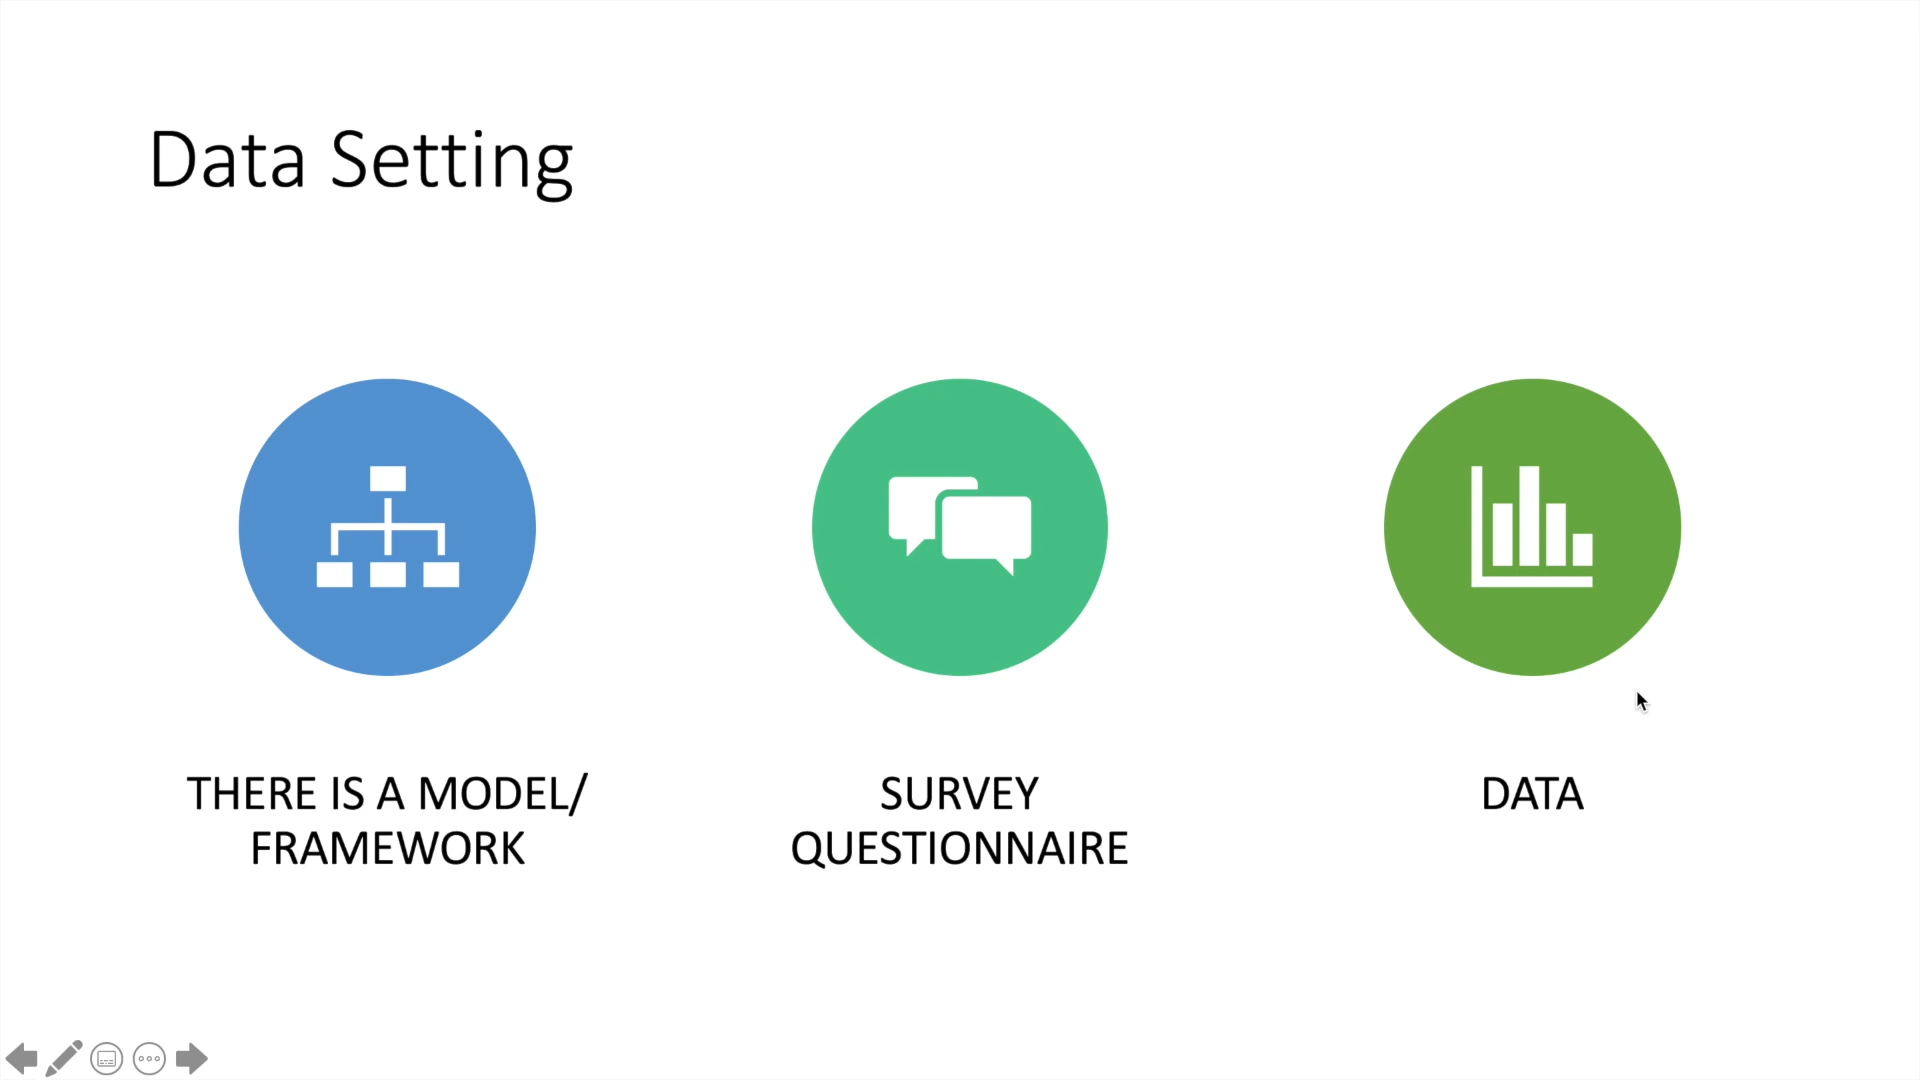 Data Setting
THERE IS A MODEL/
FRAMEWORK
SURVEY
QUESTIONNAIRE
DATA